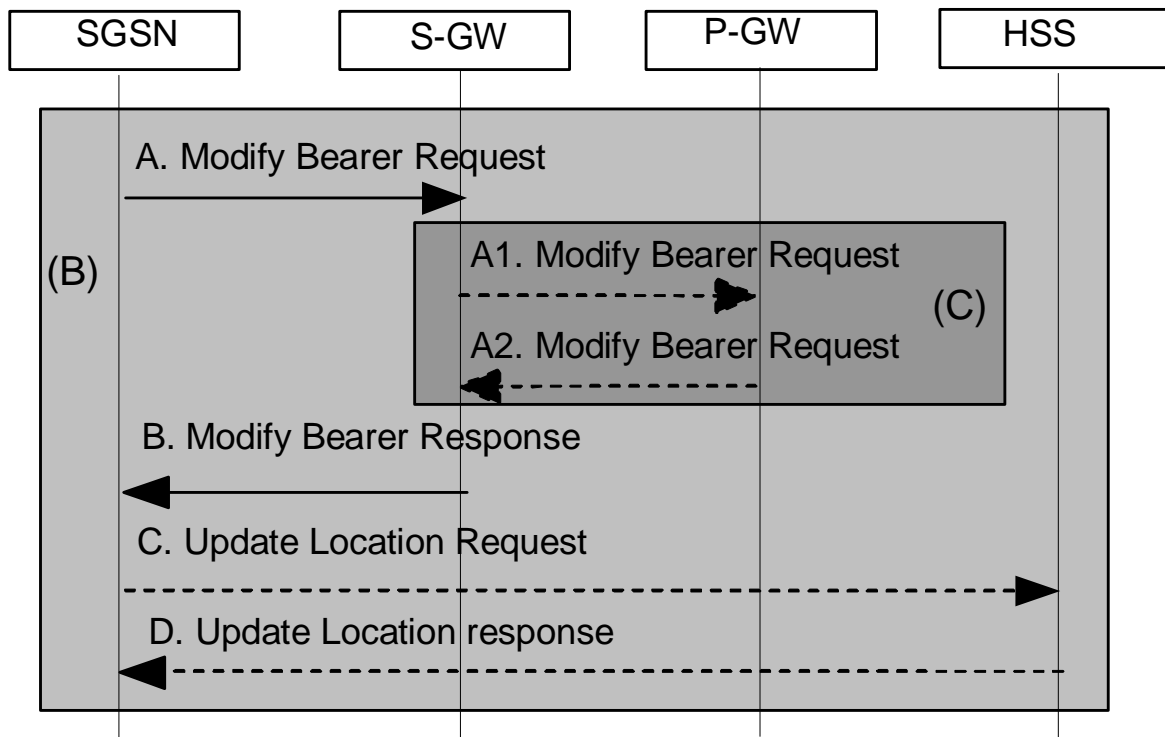 SGSN
S-GW
P-GW
HSS
A. Modify Bearer Request
(B)
A1. Modify Bearer Request
(C)
A2. Modify Bearer Request
B. Modify Bearer Response
C. Update Location Request
D. Update Location response